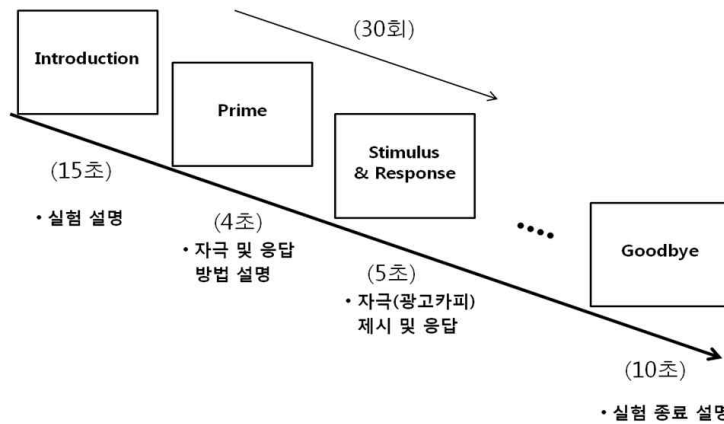 (30회)
Introduction
Prime
Stimulus
& Response
Goodbye
(15초)
• 실험 설명
(4초)
• 자극 및 응답
방법 설명
(5초)
• 자극(광고카피)
제시 및 응답
(10초)
• 실험 종료 설명